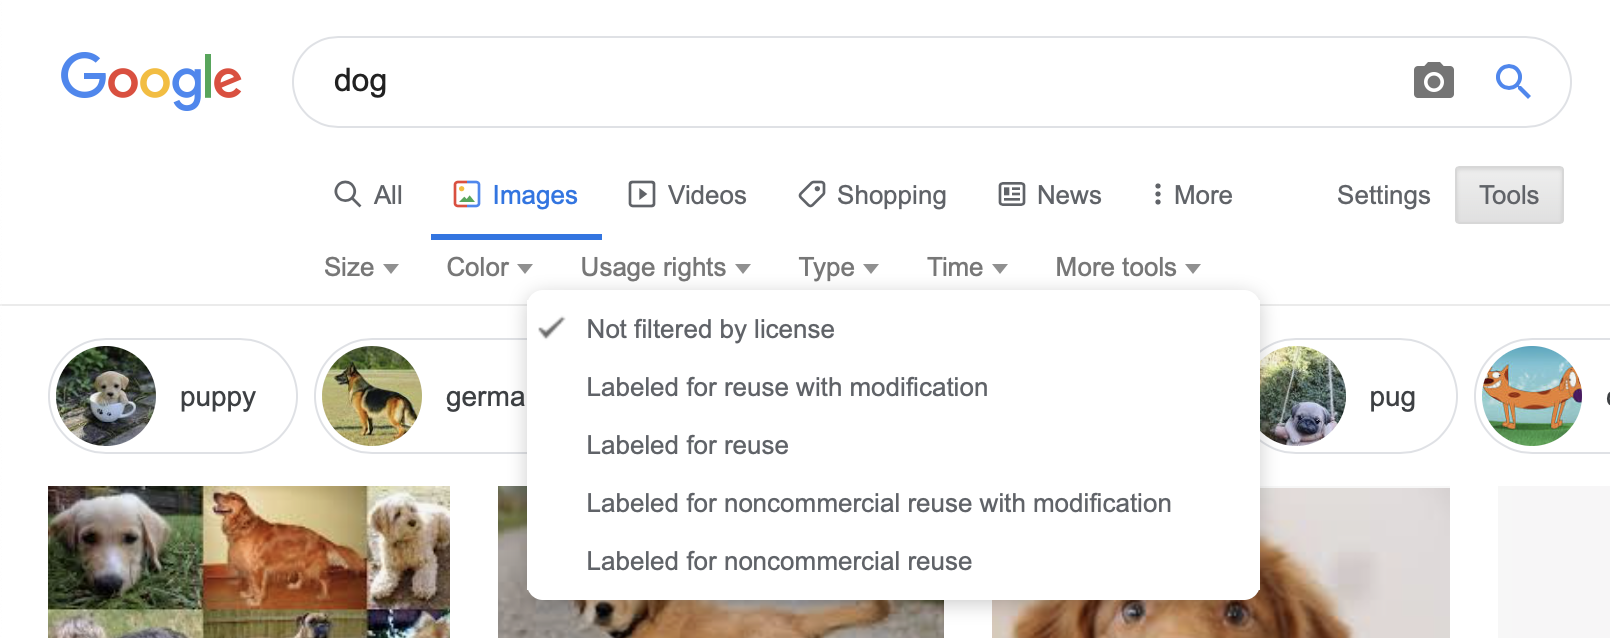 Google
dog
All Images Videos Shopping News More Settings Tools
Size Color Usage rights Type Time More tools
Not filtered by license
Labeled for reuse with modification
Labeled for reuse
Labeled for noncommercial reuse with modification
Labeled for noncommercial reuse
puppy germa pug